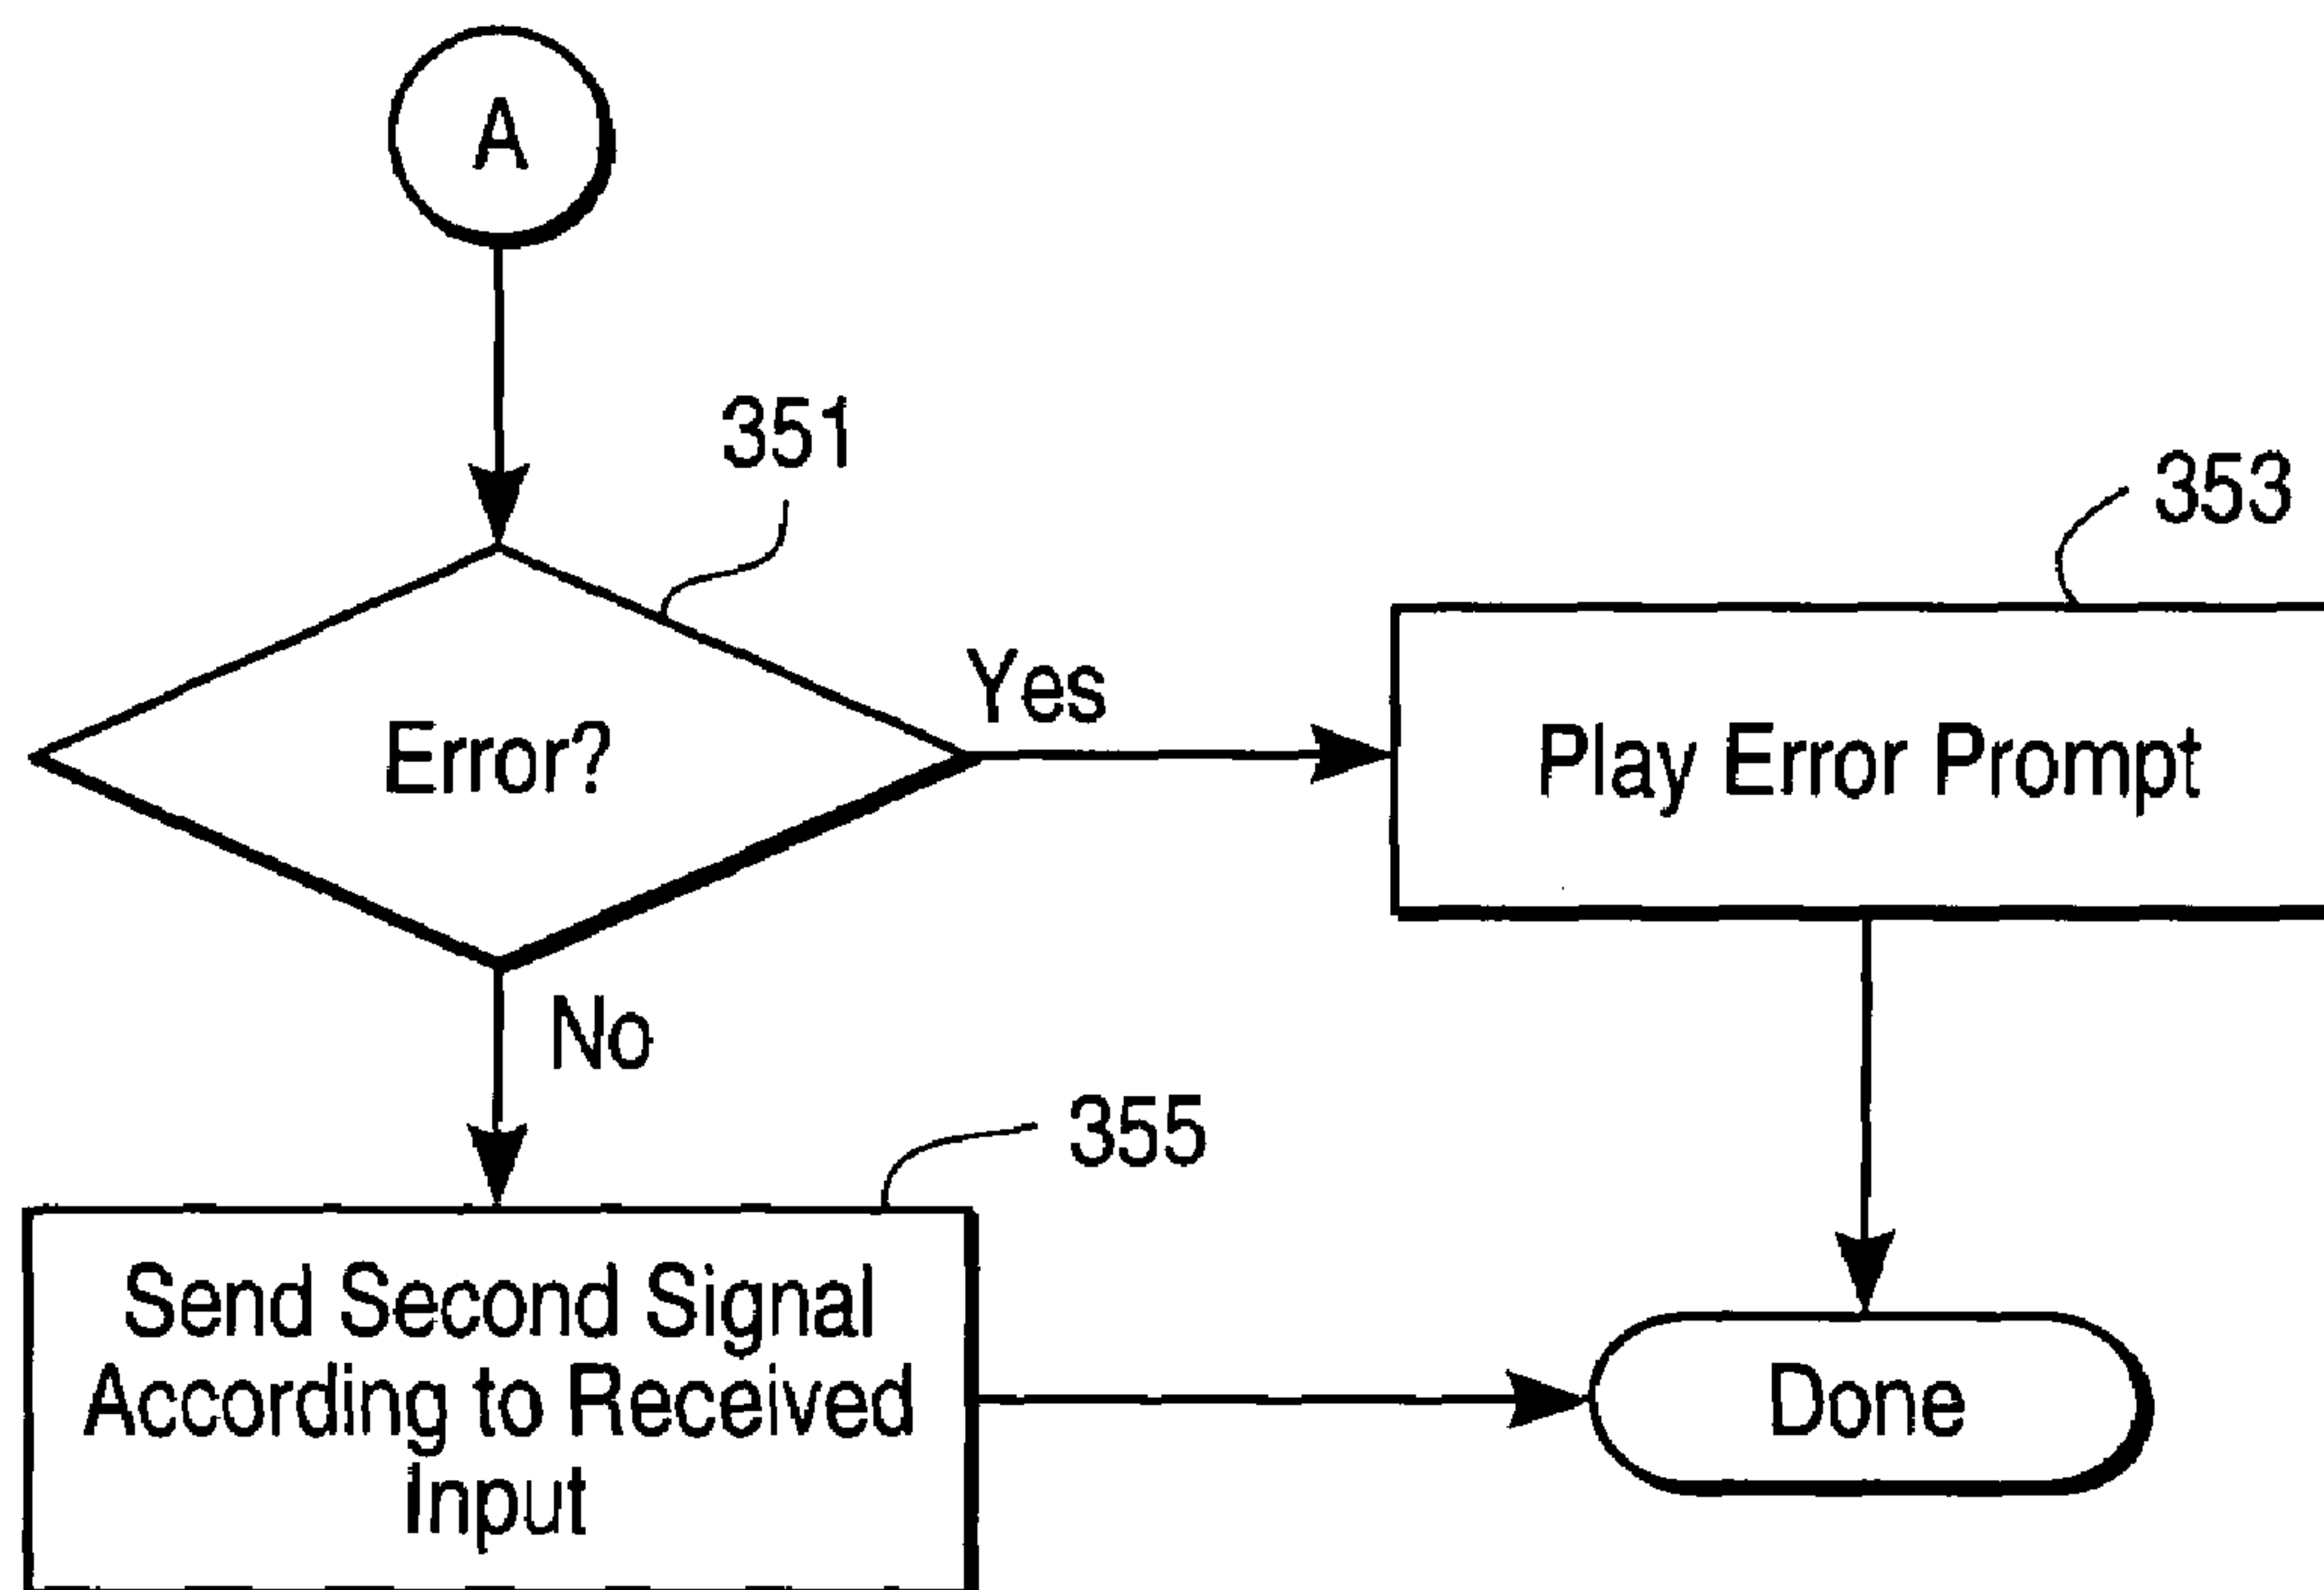 A
351
353
Yes
Error?
Play Error Prompt
No
355
Send Second Signal
According to Received
Input
Done